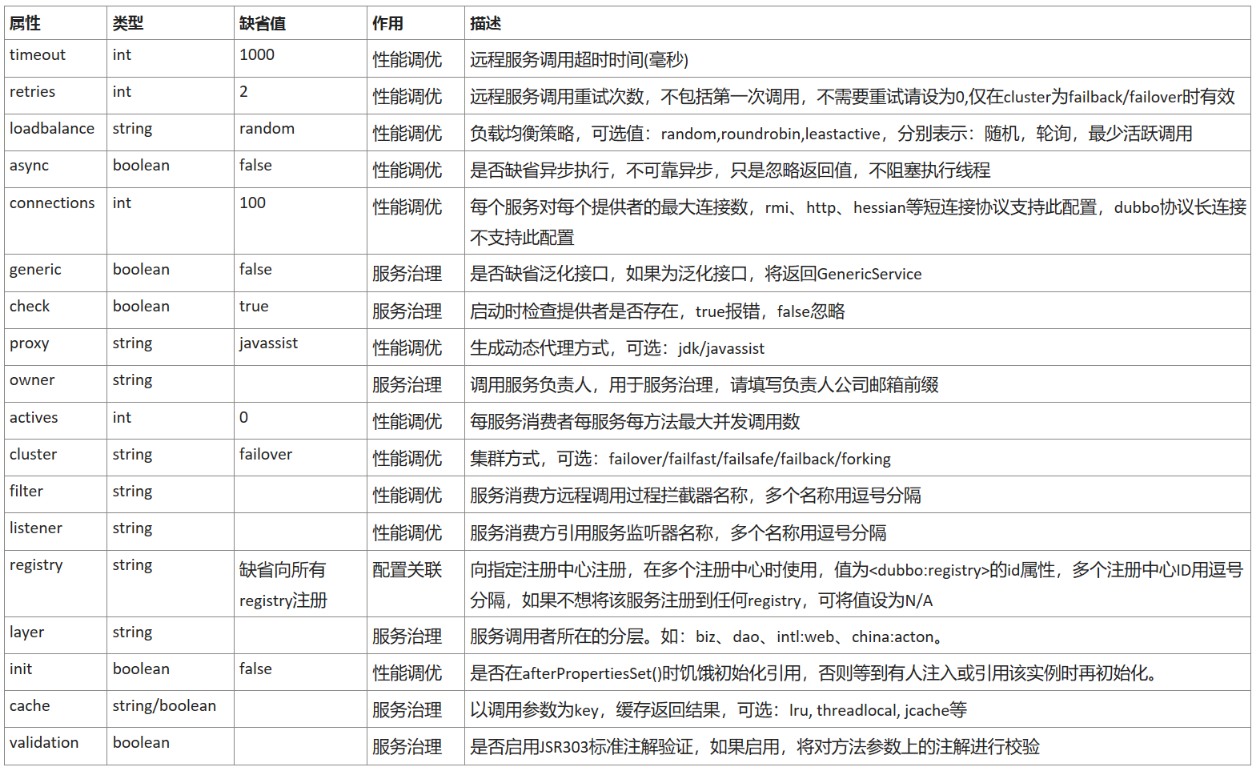 属性 类型 缺省值 作用 描述
timeout int 1000 性能调优 远程服务调用超时时间(毫秒)
retries int 2 性能调优 远程服务调用重试次数，不包括第一次调用，不需要重试请设为0,仅在cluster为failback/failover时有效
loadbalance string random 性能调优 负载均衡策略，可选值：random,roundrobin,leastactive，分别表示：随机，轮询，最少活跃调用
async boolean false 性能调优 是否缺省异步执行，不可靠异步，只是忽略返回值，不阻塞执行线程
connections int 100 性能调优 每个服务对每个提供者的最大连接数，rmi、http、hessian等短连接协议支持此配置，dubbo协议长连接
不支持此配置
generic boolean false 服务治理 是否缺省泛化接口，如果为泛化接口，将返回GenericService
check boolean true 服务治理 启动时检查提供者是否存在，true报错，false忽略
proxy string javassist 性能调优 生成动态代理方式，可选：jdk/javassist
owner string 服务治理 调用服务负责人，用于服务治理，请填写负责人公司邮箱前缀
actives int 0 性能调优 每服务消费者每服务每方法最大并发调用数
cluster string failover 性能调优 集群方式，可选：failover/failfast/failsafe/failback/forking
filter string 性能调优 服务消费方远程调用过程拦截器名称，多个名称用逗号分隔
listener string 性能调优 服务消费方引用服务监听器名称，多个名称用逗号分隔
registry string 缺省向所有 配置关联 向指定注册中心注册，在多个注册中心时使用，值为<dubbo:registry>的id属性，多个注册中心ID用逗号
registry注册 分隔，如果不想将该服务注册到任何registry，可将值设为N/A
layer string 服务治理 服务调用者所在的分层。如：biz、dao、intl:web、china:acton。
init boolean false 性能调优 是否在afterPropertiesSet()时饥饿初始化引用，否则等到有人注入或引用该实例时再初始化。
cache string/boolean 服务治理 以调用参数为key，缓存返回结果，可选：lru, threadlocal, jcache等
validation boolean 服务治理 是否启用JSR303标准注解验证，如果启用，将对方法参数上的注解进行校验